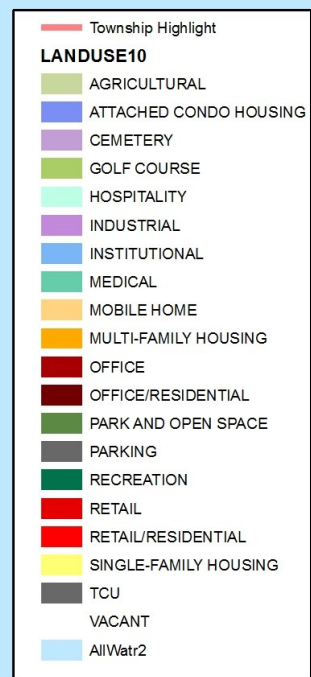 Township Highlight
LANDUSE10
AGRICULTURAL
ATTACHED CONDO HOUSING
CEMETERY
GOLF COURSE
HOSPITALITY
INDUSTRIAL
INSTITUTIONAL
MEDICAL
MOBILE HOME
MULTI-FAMILY HOUSING
OFFICE
OFFICE/RESIDENTIAL
PARK AND OPEN SPACE
PARKING
RECREATION
RETAIL
RETAIL/RESIDENTIAL
SINGLE-FAMILY HOUSING
TCU
VACANT
AllWatr2